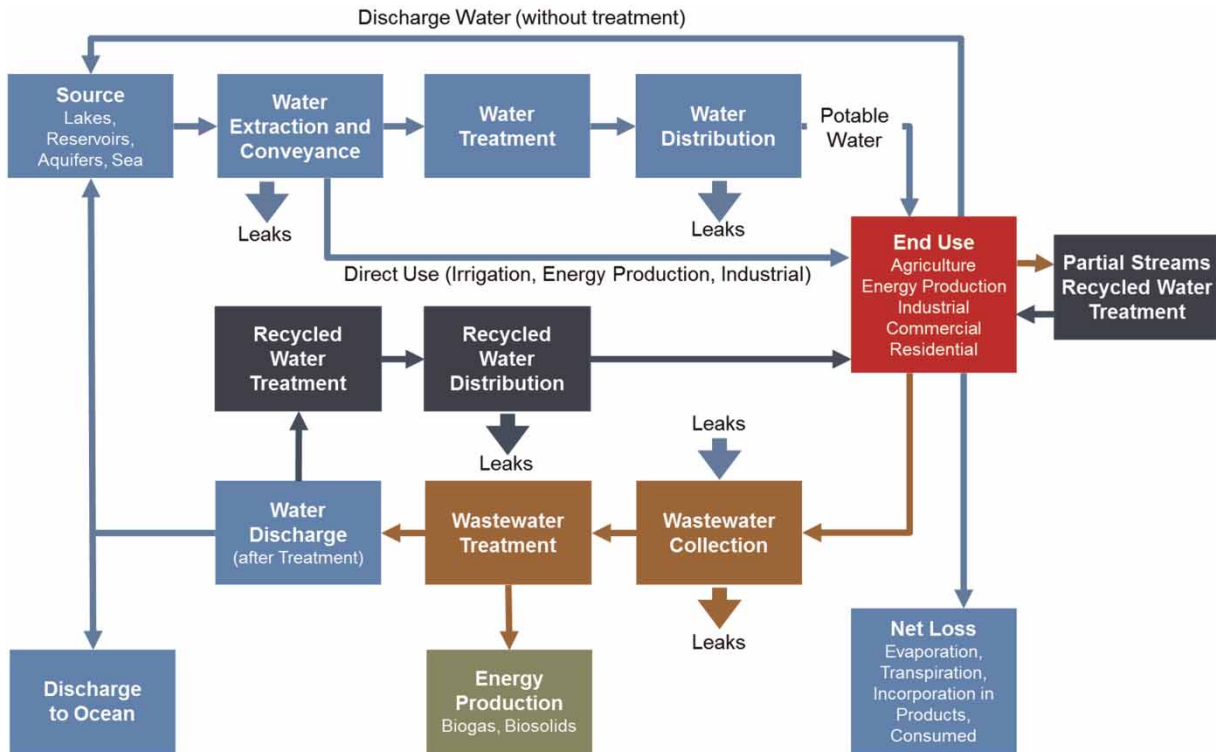 Discharge Water (without treatment)
Source
Lakes,
Reservoirs,
Aquifers, Sea
Water
Extraction and
Conveyance
Water
Treatment
Water
Distribution
Potable
Water
Leaks
Leaks
Direct Use (Irrigation, Energy Production, Industrial)
End Use
Agriculture
Energy Production
Industrial
Commercial
Residential
Partial Streams
Recycled Water
Treatment
Recycled
Water
Treatment
Recycled
Water
Distribution
Leaks
Leaks
Water
Discharge
(after Treatment)
Wastewater
Treatment
Wastewater
Collection
Leaks
Discharge
to Ocean
Energy
Production
Biogas, Biosolids
Net Loss
Evaporation,
Transpiration,
Incorporation in
Products,
Consumed